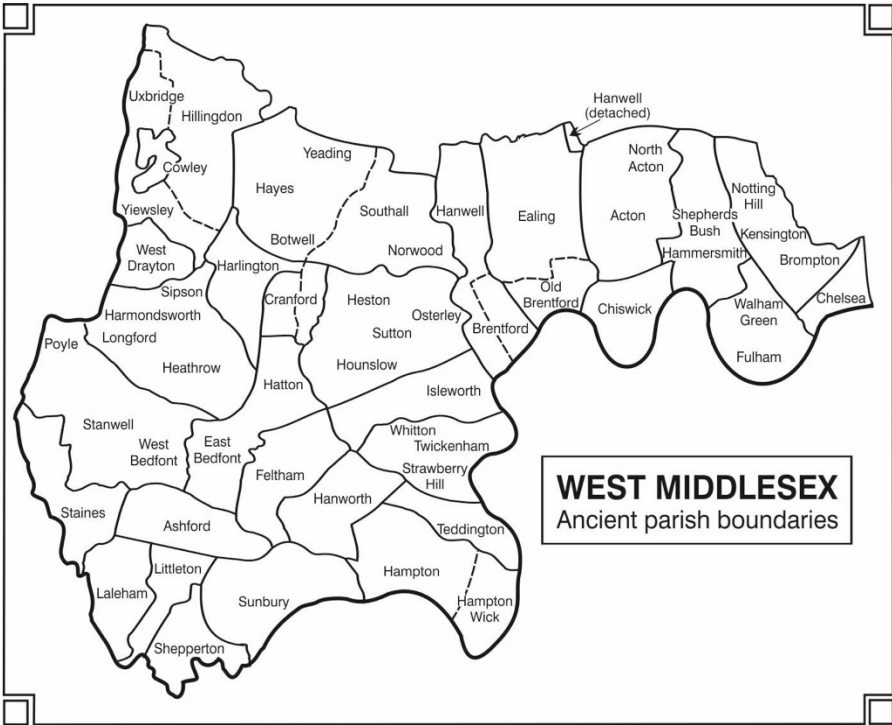 Hanwell
(detached)
Uxbridge
Hillingdon
Yeading
North
Acton
Cowley
Hayes
Notting
Hill
Yiewsley
Southall
Hanwell
Ealing
Acton
Shepherds
Bush
Botwell
Kensington
West
Drayton
Norwood
Hammersmith
Brompton
Harlington
Sipson
Cranford
Heston
Old
Brentford
Chiswick
Chelsea
Harmondsworth
Osterley
Walham
Green
Longford
Sutton
Brentford
Poyle
Fulham
Heathrow
Hounslow
Hatton
Isleworth
Stanwell
Whitton
West
Bedfont
East
Bedfont
Twickenham
Feltham
Strawberry
Hill
Hanworth
WEST MIDDLESEX
Ancient parish boundaries
Staines
Ashford
Teddington
Littleton
Hampton
Laleham
Sunbury
Hampton
Wick
Shepperton